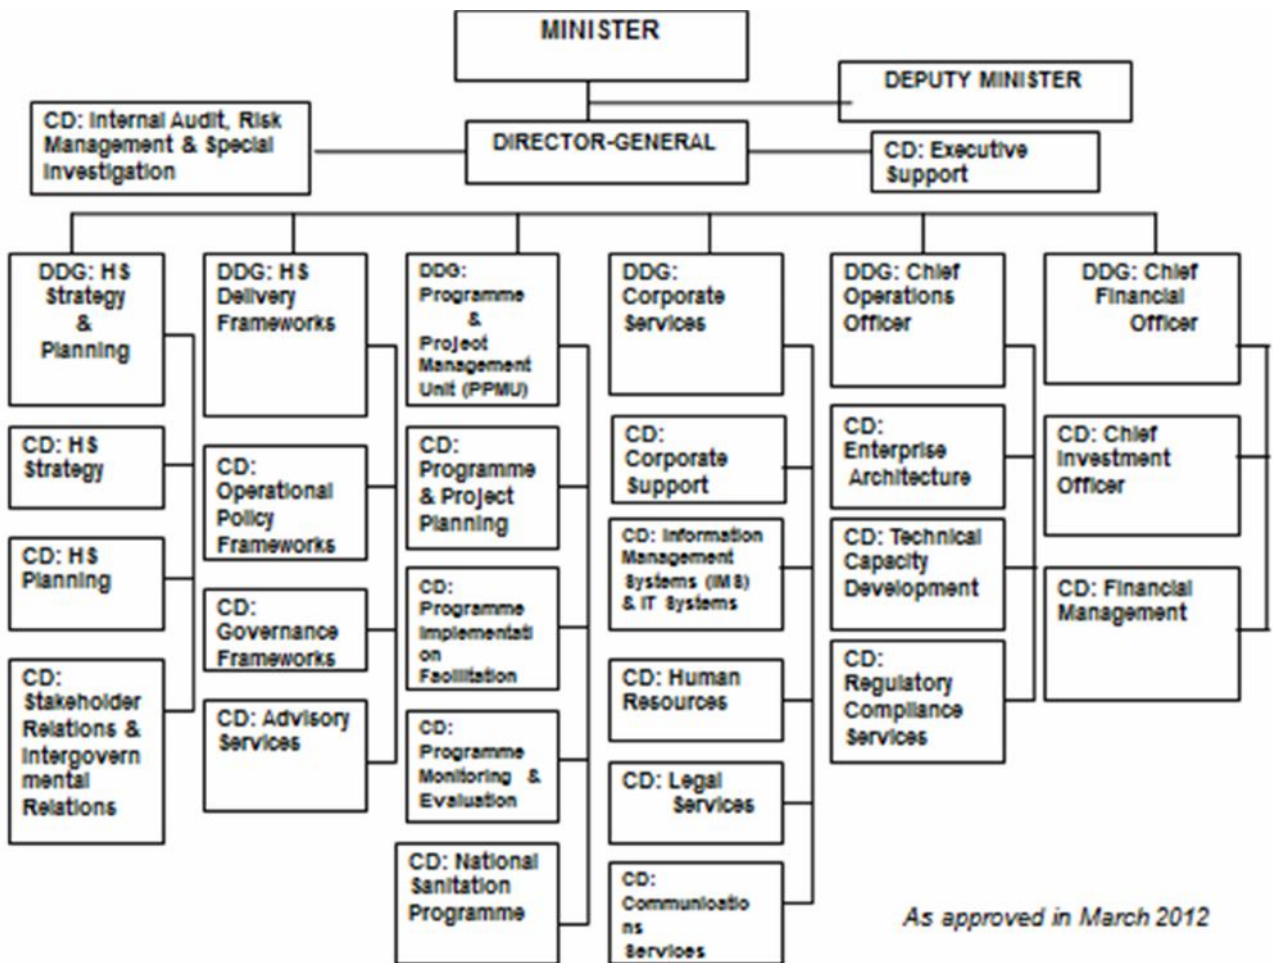 MINISTER
DEPUTY MINISTER
CD: Internal Audit, Risk
Management & Special
Investigation
DIRECTOR-GENERAL
CD: Executive
Support
DDG: HS
Strategy
&
Planning
CD: HS
Strategy
CD: HS
Planning
CD:
Stakeholder
Relations &
Intergovern
mental
Relations
DDG: HS
Delivery
Frameworks
CD:
Operational
Policy
Frameworks
CD:
Governance
Frameworks
CD: Advisory
Services
DDG:
Programme
&
Project
Management
Unit (PPMU)
CD:
Programme
& Project
Planning
CD:
Programme
Implementati
on
Facilitation
CD:
Programme
Monitoring &
Evaluation
CD: National
Sanitation
Programme
DDG:
Corporate
Services
CD:
Corporate
Support
CD: Information
Management
Systems (IMS)
& IT Systems
CD: Human
Resources
CD: Legal
Services
CD:
Communicatio
ns
Services
DDG: Chief
Operations
Officer
CD:
Enterprise
Architecture
CD: Technical
Capacity
Development
CD:
Regulatory
Compliance
Services
DDG: Chief
Financial
Officer
CD: Chief
Investment
Officer
CD: Financial
Management
As approved in March 2012